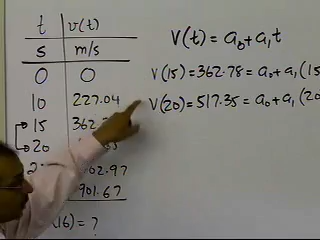 t v(t)
s m/s
0 0
10 227.04
15 362.
20
02.97
901.67
(16) = ?
V(t) = a₀ + a₁t
V(15) = 362.78 = a₀ + a₁(15
V(20) = 517.35 = a₀ + a₁(20